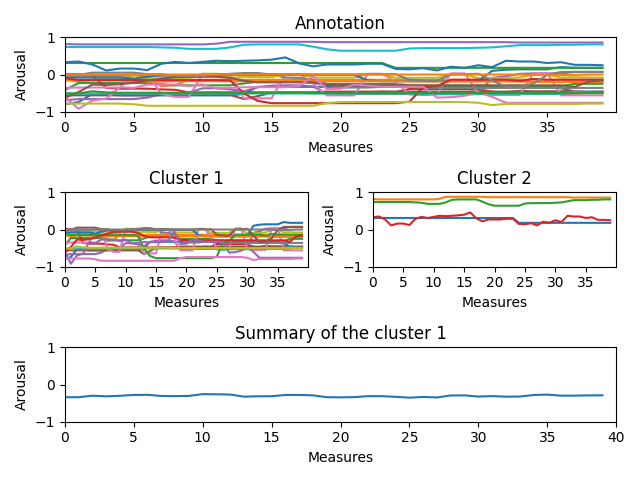 Annotation
1
0
−1
Arousal
0 5 10 15 20 25 30 35
Measures
Cluster 1
Cluster 2
1
0
−1
Arousal
0 5 10 15 20 25 30 35
Measures
1
0
−1
Arousal
0 5 10 15 20 25 30 35
Measures
Summary of the cluster 1
1
0
−1
Arousal
0 5 10 15 20 25 30 35 40
Measures